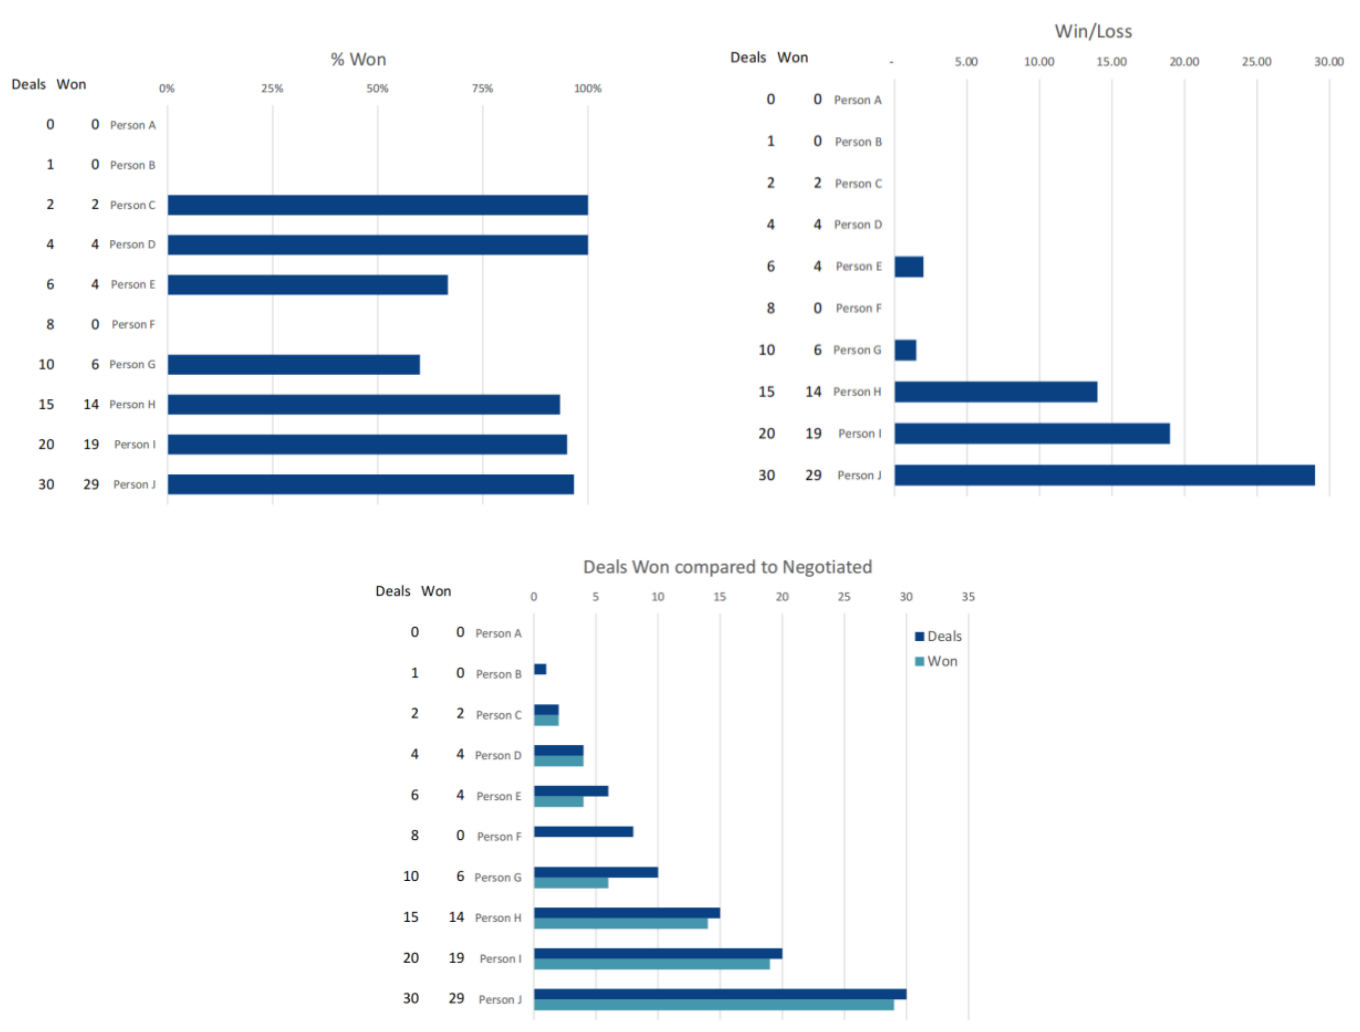 % Won
Deals Won
0% 25% 50% 75% 100%
0 0 Person A
1 0 Person B
2 2 Person C
4 4 Person D
6 4 Person E
8 0 Person F
10 6 Person G
15 14 Person H
20 19 Person I
30 29 Person J
Win/Loss
Deals Won
- 5.00 10.00 15.00 20.00 25.00 30.00
0 0 Person A
1 0 Person B
2 2 Person C
4 4 Person D
6 4 Person E
8 0 Person F
10 6 Person G
15 14 Person H
20 19 Person I
30 29 Person J
Deals Won compared to Negotiated
Deals Won
0 5 10 15 20 25 30 35
0 0 Person A
1 0 Person B
2 2 Person C
4 4 Person D
6 4 Person E
8 0 Person F
10 6 Person G
15 14 Person H
20 19 Person I
30 29 Person J
Deals
Won